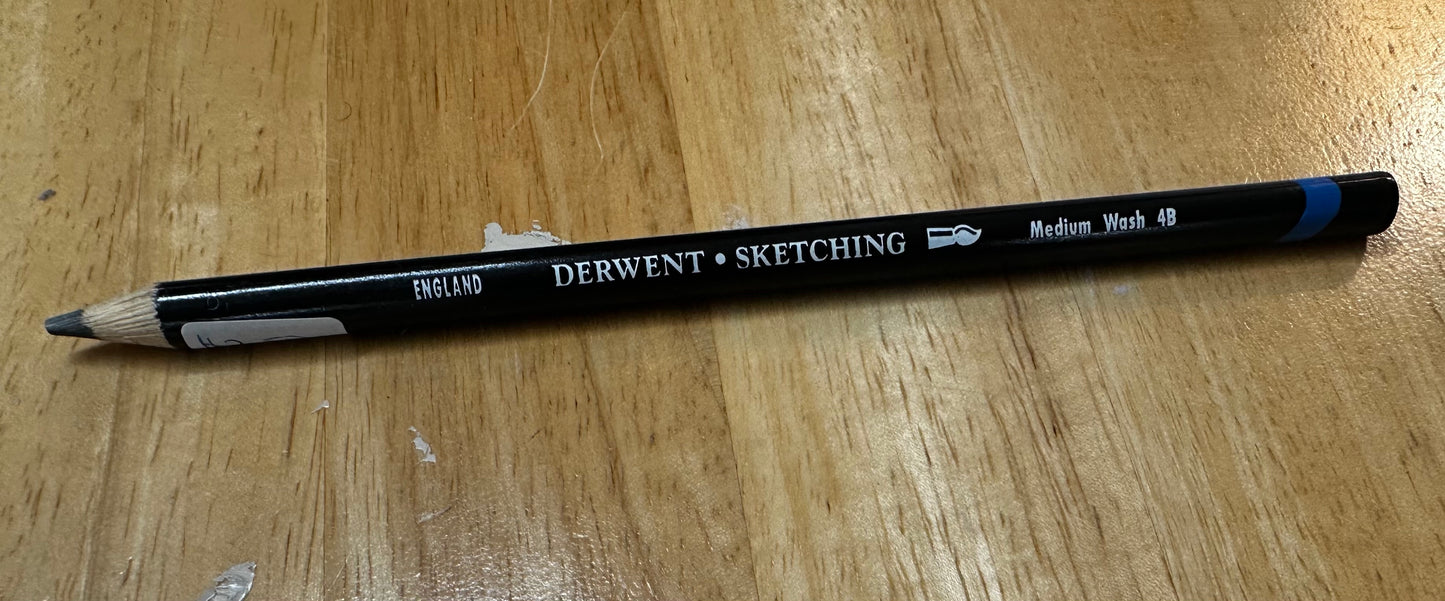 ENGLAND DERWENT • SKETCHING Medium Wash 4B